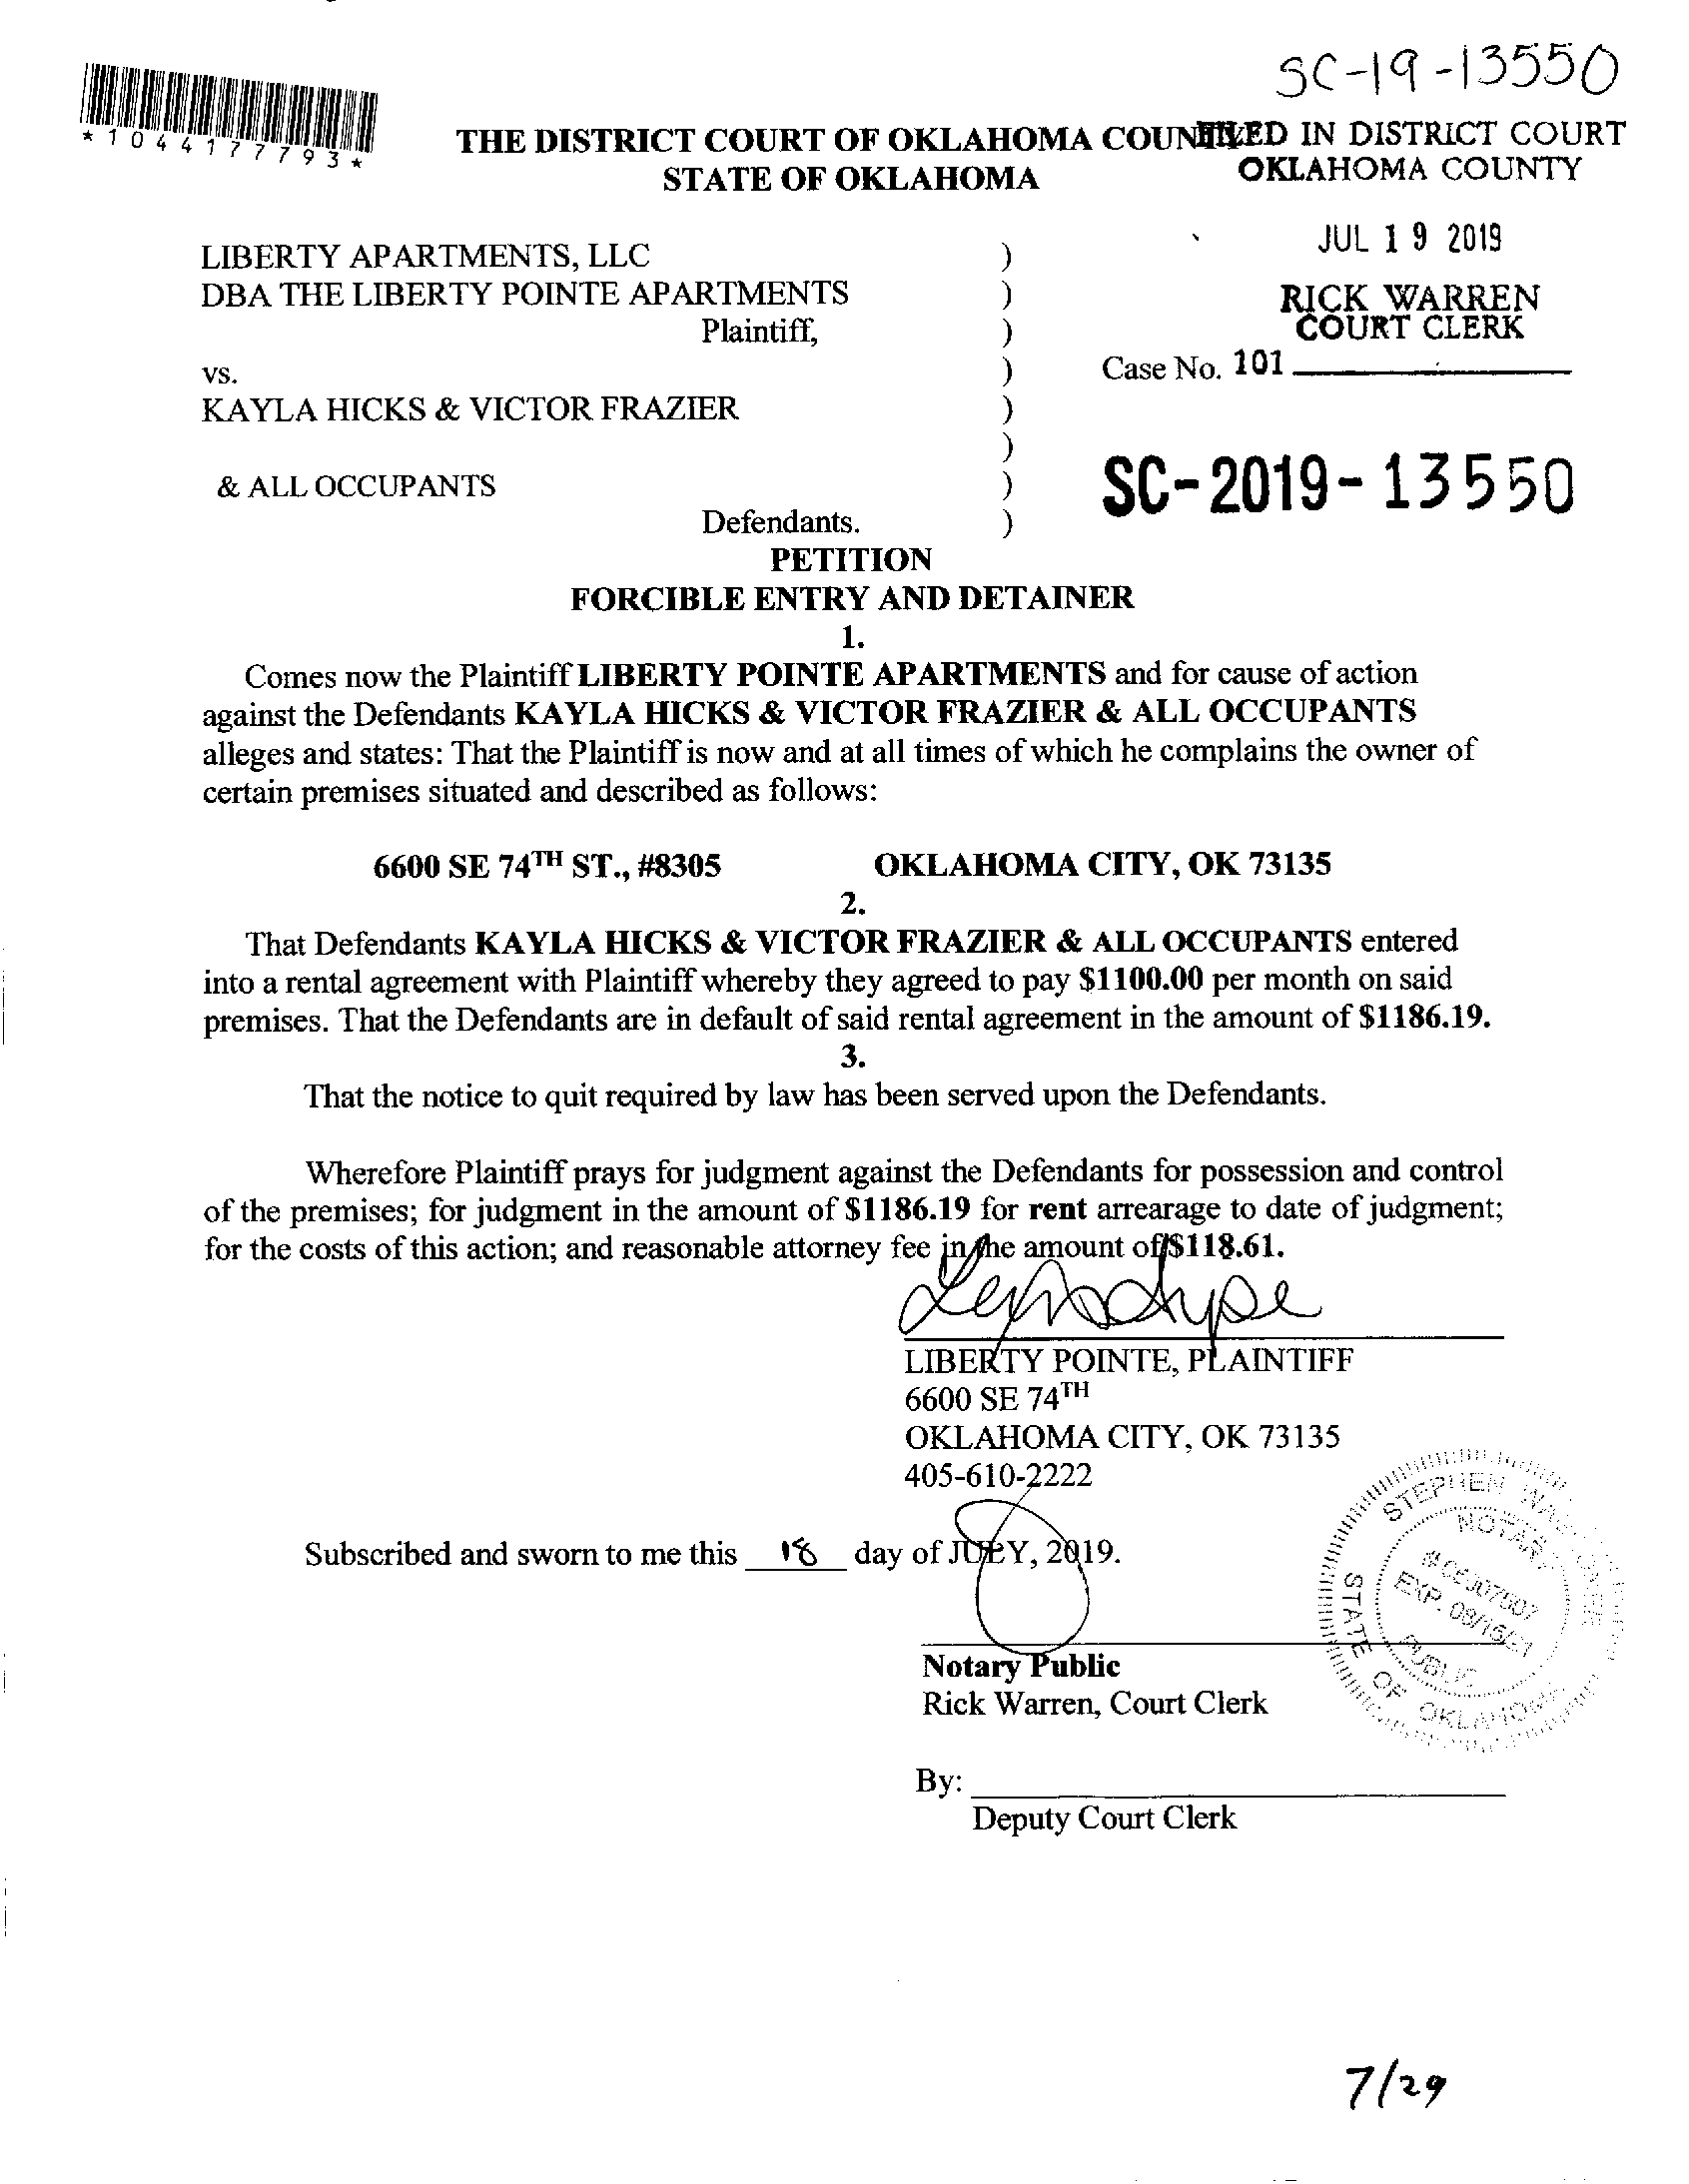 SC-19-13550
*1044177793*
THE DISTRICT COURT OF OKLAHOMA COUNTY
STATE OF OKLAHOMA
FILED IN DISTRICT COURT
OKLAHOMA COUNTY
JUL 19 2019
RICK WARREN
COURT CLERK
LIBERTY APARTMENTS, LLC )
DBA THE LIBERTY POINTE APARTMENTS )
Plaintiff, )
vs. ) Case No. 101
KAYLA HICKS & VICTOR FRAZIER )
)
& ALL OCCUPANTS ) SC-2019-13550
Defendants. )
PETITION
FORCIBLE ENTRY AND DETAINER
1.
Comes now the Plaintiff LIBERTY POINTE APARTMENTS and for cause of action
against the Defendants KAYLA HICKS & VICTOR FRAZIER & ALL OCCUPANTS
alleges and states: That the Plaintiff is now and at all times of which he complains the owner of
certain premises situated and described as follows:
6600 SE 74TH ST., #8305 OKLAHOMA CITY, OK 73135
2.
That Defendants KAYLA HICKS & VICTOR FRAZIER & ALL OCCUPANTS entered
into a rental agreement with Plaintiff whereby they agreed to pay $1100.00 per month on said
premises. That the Defendants are in default of said rental agreement in the amount of $1186.19.
3.
That the notice to quit required by law has been served upon the Defendants.
Wherefore Plaintiff prays for judgment against the Defendants for possession and control
of the premises; for judgment in the amount of $1186.19 for rent arrearage to date of judgment;
for the costs of this action; and reasonable attorney fee in the amount of $118.61.
LIBERTY POINTE, PLAINTIFF
6600 SE 74TH
OKLAHOMA CITY, OK 73135
405-610-2222
Subscribed and sworn to me this 18 day of JULY, 2019.
STEPHEN
NOTARY
PUBLIC
STATE OF OKLAHOMA
Notary Public
Rick Warren, Court Clerk
By:
Deputy Court Clerk
7/29